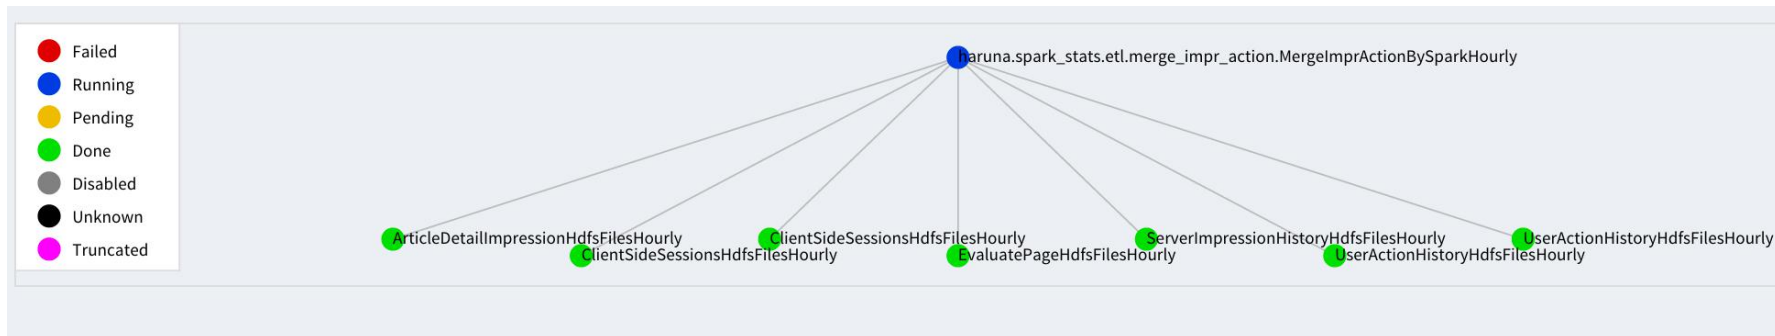 Failed
Running
Pending
Done
Disabled
Unknown
Truncated
haruna.spark_stats.etl.merge_impr_action.MergeImprActionBySparkHourly
ArticleDetailImpressionHdfsFilesHourly
ClientSideSessionsHdfsFilesHourly
ClientSideSessionsHdfsFilesHourly
EvaluatePageHdfsFilesHourly
ServerImpressionHistoryHdfsFilesHourly
UserActionHistoryHdfsFilesHourly
UserActionHistoryHdfsFilesHourly